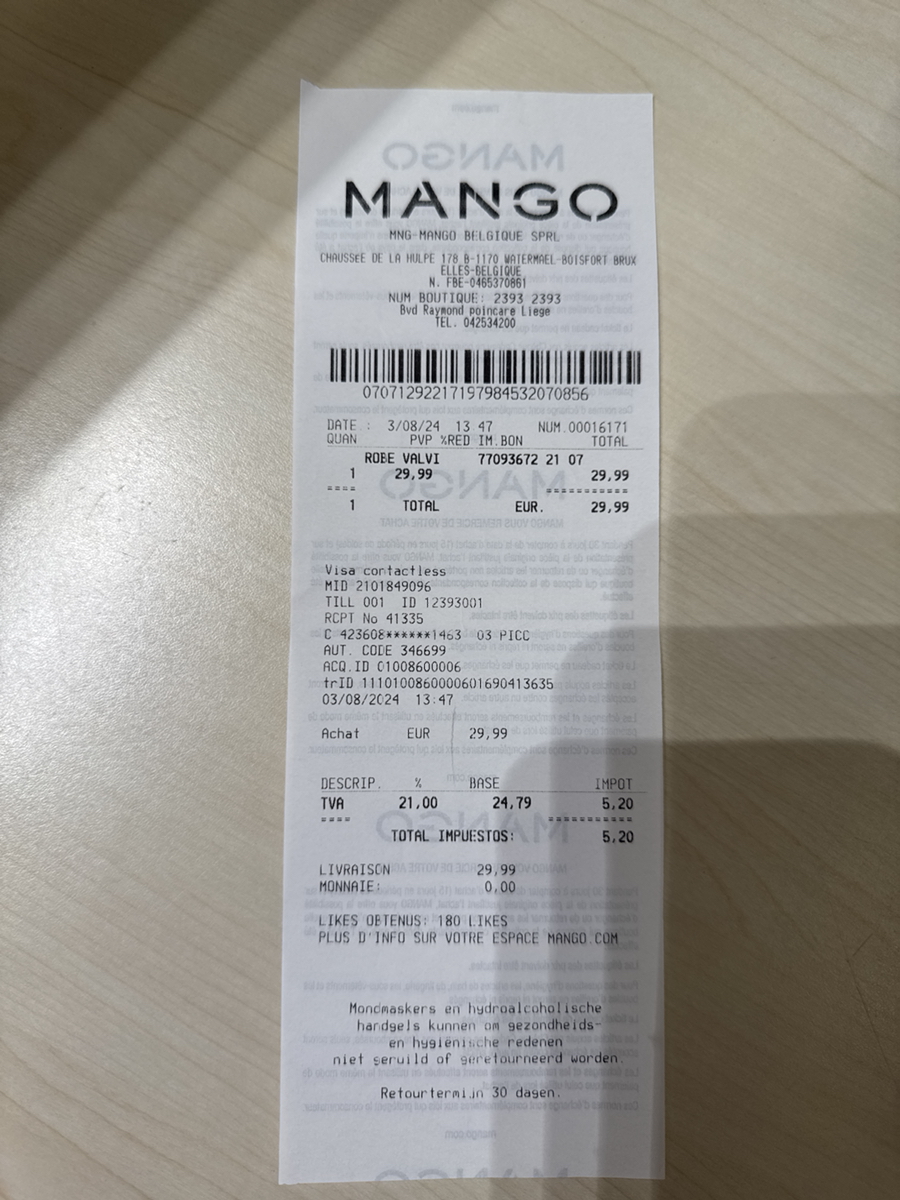 MANGO
MNG-MANGO BELGIQUE SPRL
CHAUSSEE DE LA HULPE 178 B-1170 WATERMAEL-BOISFORT BRUX
ELLES-BELGIQUE
N. FBE-0465370861
NUM BOUTIQUE: 2393 2393
Bvd Raymond poincare Liege
TEL. 042534200
0707129221719798453207085​6
DATE : 3/08/24 13 47 NUM.00016171
QUAN PVP %RED IM.BON TOTAL
ROBE VALVI 77093672 21 07
1 29,99 29,99
==== ===========
1 TOTAL EUR. 29,99
Visa contactless
MID 2101849096
TILL 001 ID 12393001
RCPT No 41335
C 423608******1463 03 PICC
AUT. CODE 346699
ACQ.ID 01008600006
trID 1110100860000601690413635
03/08/2024 13:47
Achat EUR 29,99
DESCRIP. % BASE IMPOT
TVA 21,00 24,79 5,20
==== ===========
TOTAL IMPUESTOS: 5,20
LIVRAISON 29,99
MONNAIE: 0,00
LIKES OBTENUS: 180 LIKES
PLUS D'INFO SUR VOTRE ESPACE MANGO.COM
Mondmaskers en hydroalcoholische
handgels kunnen om gezondheids-
en hygiënische redenen
niet geruild of geretourneerd worden.
Retourtermijn 30 dagen.